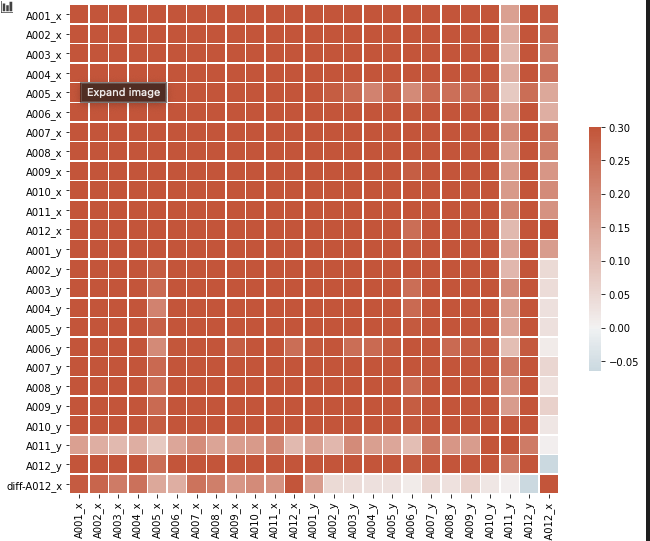 A001_x
A002_x
A003_x
A004_x
A005_x
Expand image
A006_x
A007_x
A008_x
A009_x
A010_x
A011_x
A012_x
A001_y
A002_y
A003_y
A004_y
A005_y
A006_y
A007_y
A008_y
A009_y
A010_y
A011_y
A012_y
diff-A012_x
A001_x
A002_x
A003_x
A004_x
A005_x
A006_x
A007_x
A008_x
A009_x
A010_x
A011_x
A012_x
A001_y
A002_y
A003_y
A004_y
A005_y
A006_y
A007_y
A008_y
A009_y
A010_y
A011_y
A012_y
A012_x
0.30
0.25
0.20
0.15
0.10
0.05
0.00
−0.05